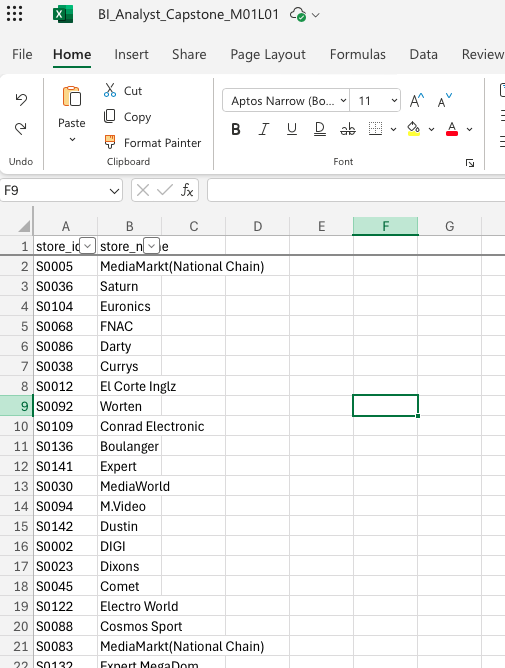 BI_Analyst_Capstone_M01L01
File Home Insert Share Page Layout Formulas Data Review
Cut
Paste Copy
Format Painter
Aptos Narrow (Bo... 11
B I U D ab A
Undo Clipboard Font
F9 fx
A B C D E F G
1 store_id store_n e
2 S0005 MediaMarkt(National Chain)
3 S0036 Saturn
4 S0104 Euronics
5 S0068 FNAC
6 S0086 Darty
7 S0038 Currys
8 S0012 El Corte Inglz
9 S0092 Worten
10 S0109 Conrad Electronic
11 S0136 Boulanger
12 S0141 Expert
13 S0030 MediaWorld
14 S0094 M.Video
15 S0142 Dustin
16 S0002 DIGI
17 S0023 Dixons
18 S0045 Comet
19 S0122 Electro World
20 S0088 Cosmos Sport
21 S0083 MediaMarkt(National Chain)
22 S0132 Expert MegaDom